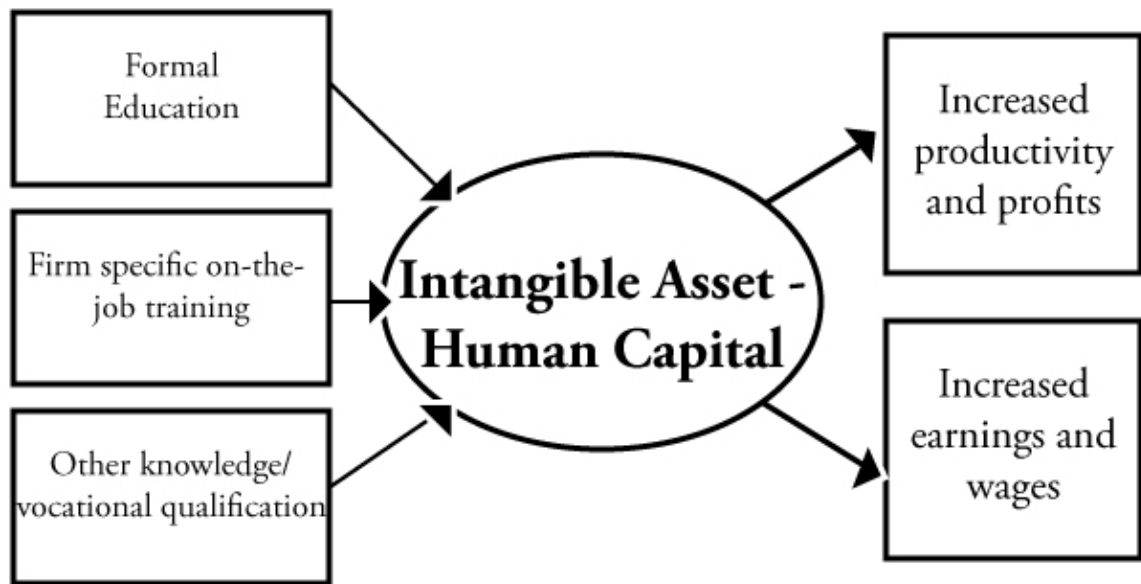 Formal
Education
Firm specific on-the-
job training
Other knowledge/
vocational qualification
Intangible Asset -
Human Capital
Increased
productivity
and profits
Increased
earnings and
wages